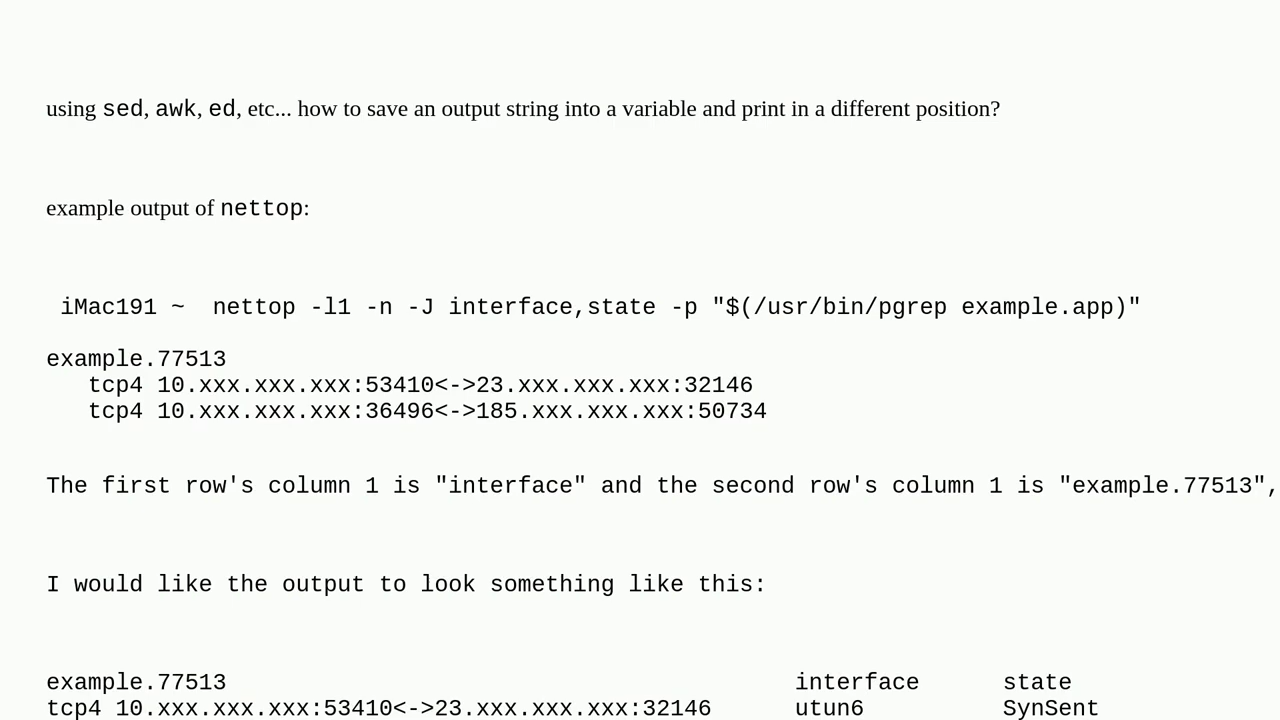 using sed, awk, ed, etc... how to save an output string into a variable and print in a different position?
example output of nettop:
iMac191 ~  nettop -l1 -n -J interface,state -p "$(/usr/bin/pgrep example.app)"
example.77513
   tcp4 10.xxx.xxx.xxx:53410<->23.xxx.xxx.xxx:32146
   tcp4 10.xxx.xxx.xxx:36496<->185.xxx.xxx.xxx:50734
The first row's column 1 is "interface" and the second row's column 1 is "example.77513",
I would like the output to look something like this:
example.77513                                         interface      state
tcp4 10.xxx.xxx.xxx:53410<->23.xxx.xxx.xxx:32146      utun6          SynSent